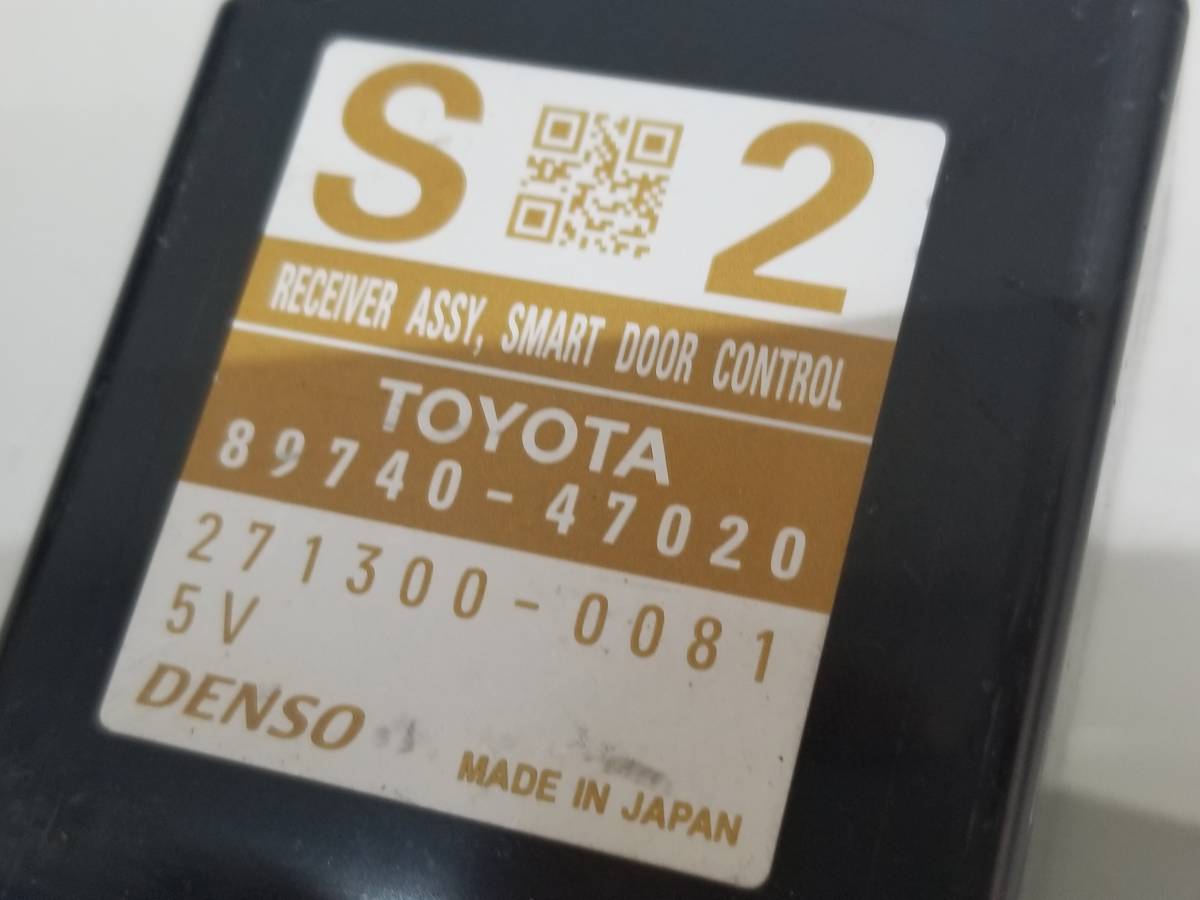 S 2
RECEIVER ASSY, SMART DOOR CONTROL
TOYOTA
89740-47020
271300-0081
5V
DENSO
MADE IN JAPAN